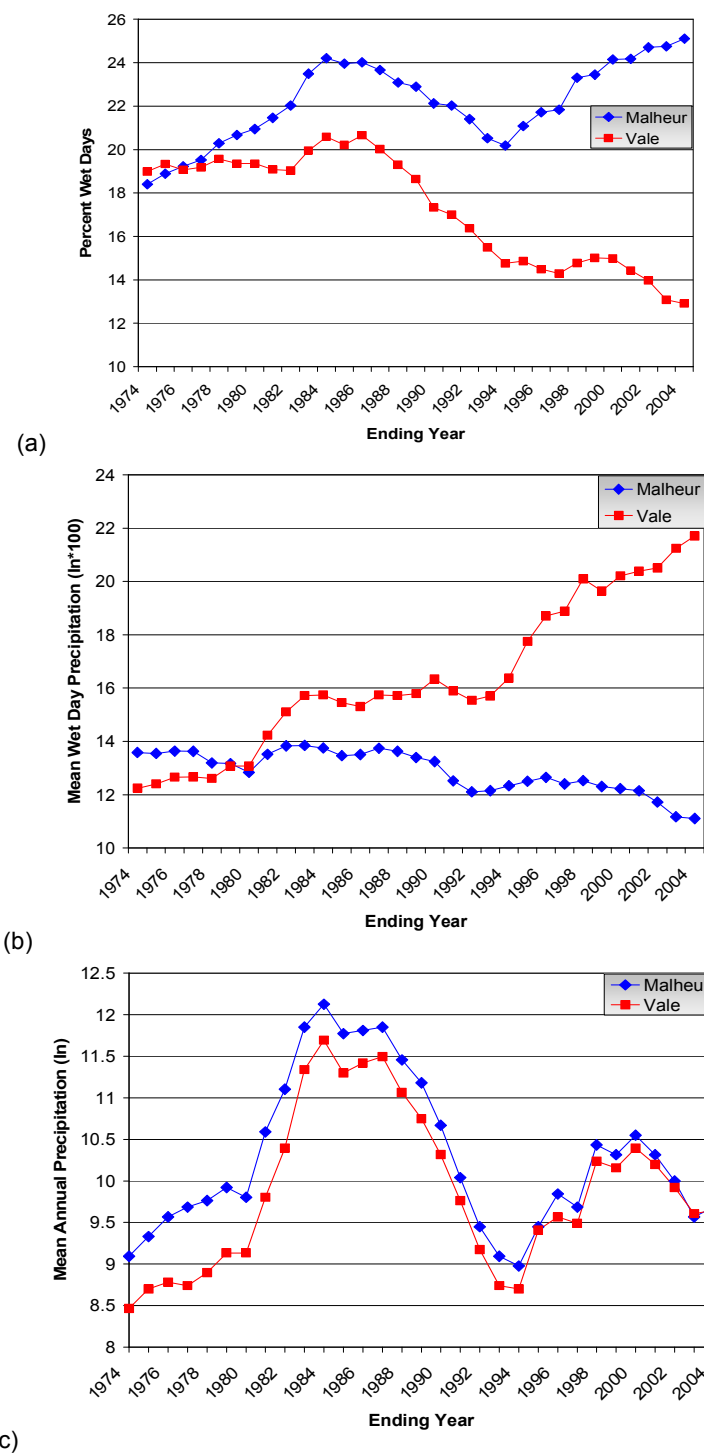 26
24
22
20
18
16
14
12
10
Percent Wet Days
Malheur
Vale
1974 1976 1978 1980 1982 1984 1986 1988 1990 1992 1994 1996 1998 2000 2002 2004
Ending Year
(a)
24
22
20
18
16
14
12
10
Mean Wet Day Precipitation (In*100)
Malheur
Vale
1974 1976 1978 1980 1982 1984 1986 1988 1990 1992 1994 1996 1998 2000 2002 2004
Ending Year
(b)
12.5
12
11.5
11
10.5
10
9.5
9
8.5
8
Mean Annual Precipitation (In)
Malheur
Vale
1974 1976 1978 1980 1982 1984 1986 1988 1990 1992 1994 1996 1998 2000 2002 2004
Ending Year
c)